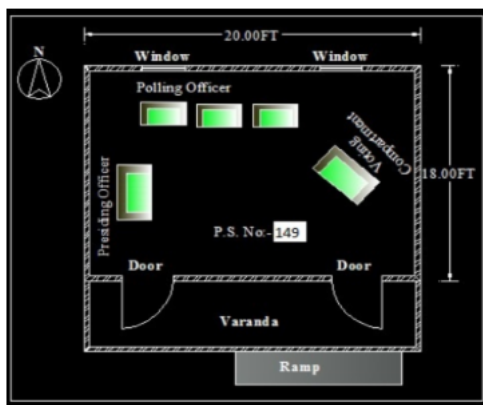 20.00FT
N
Window
Window
Polling Officer
Voting
Compartment
18.00FT
Presiding Officer
P.S. No:- 149
Door
Door
Varanda
Ramp